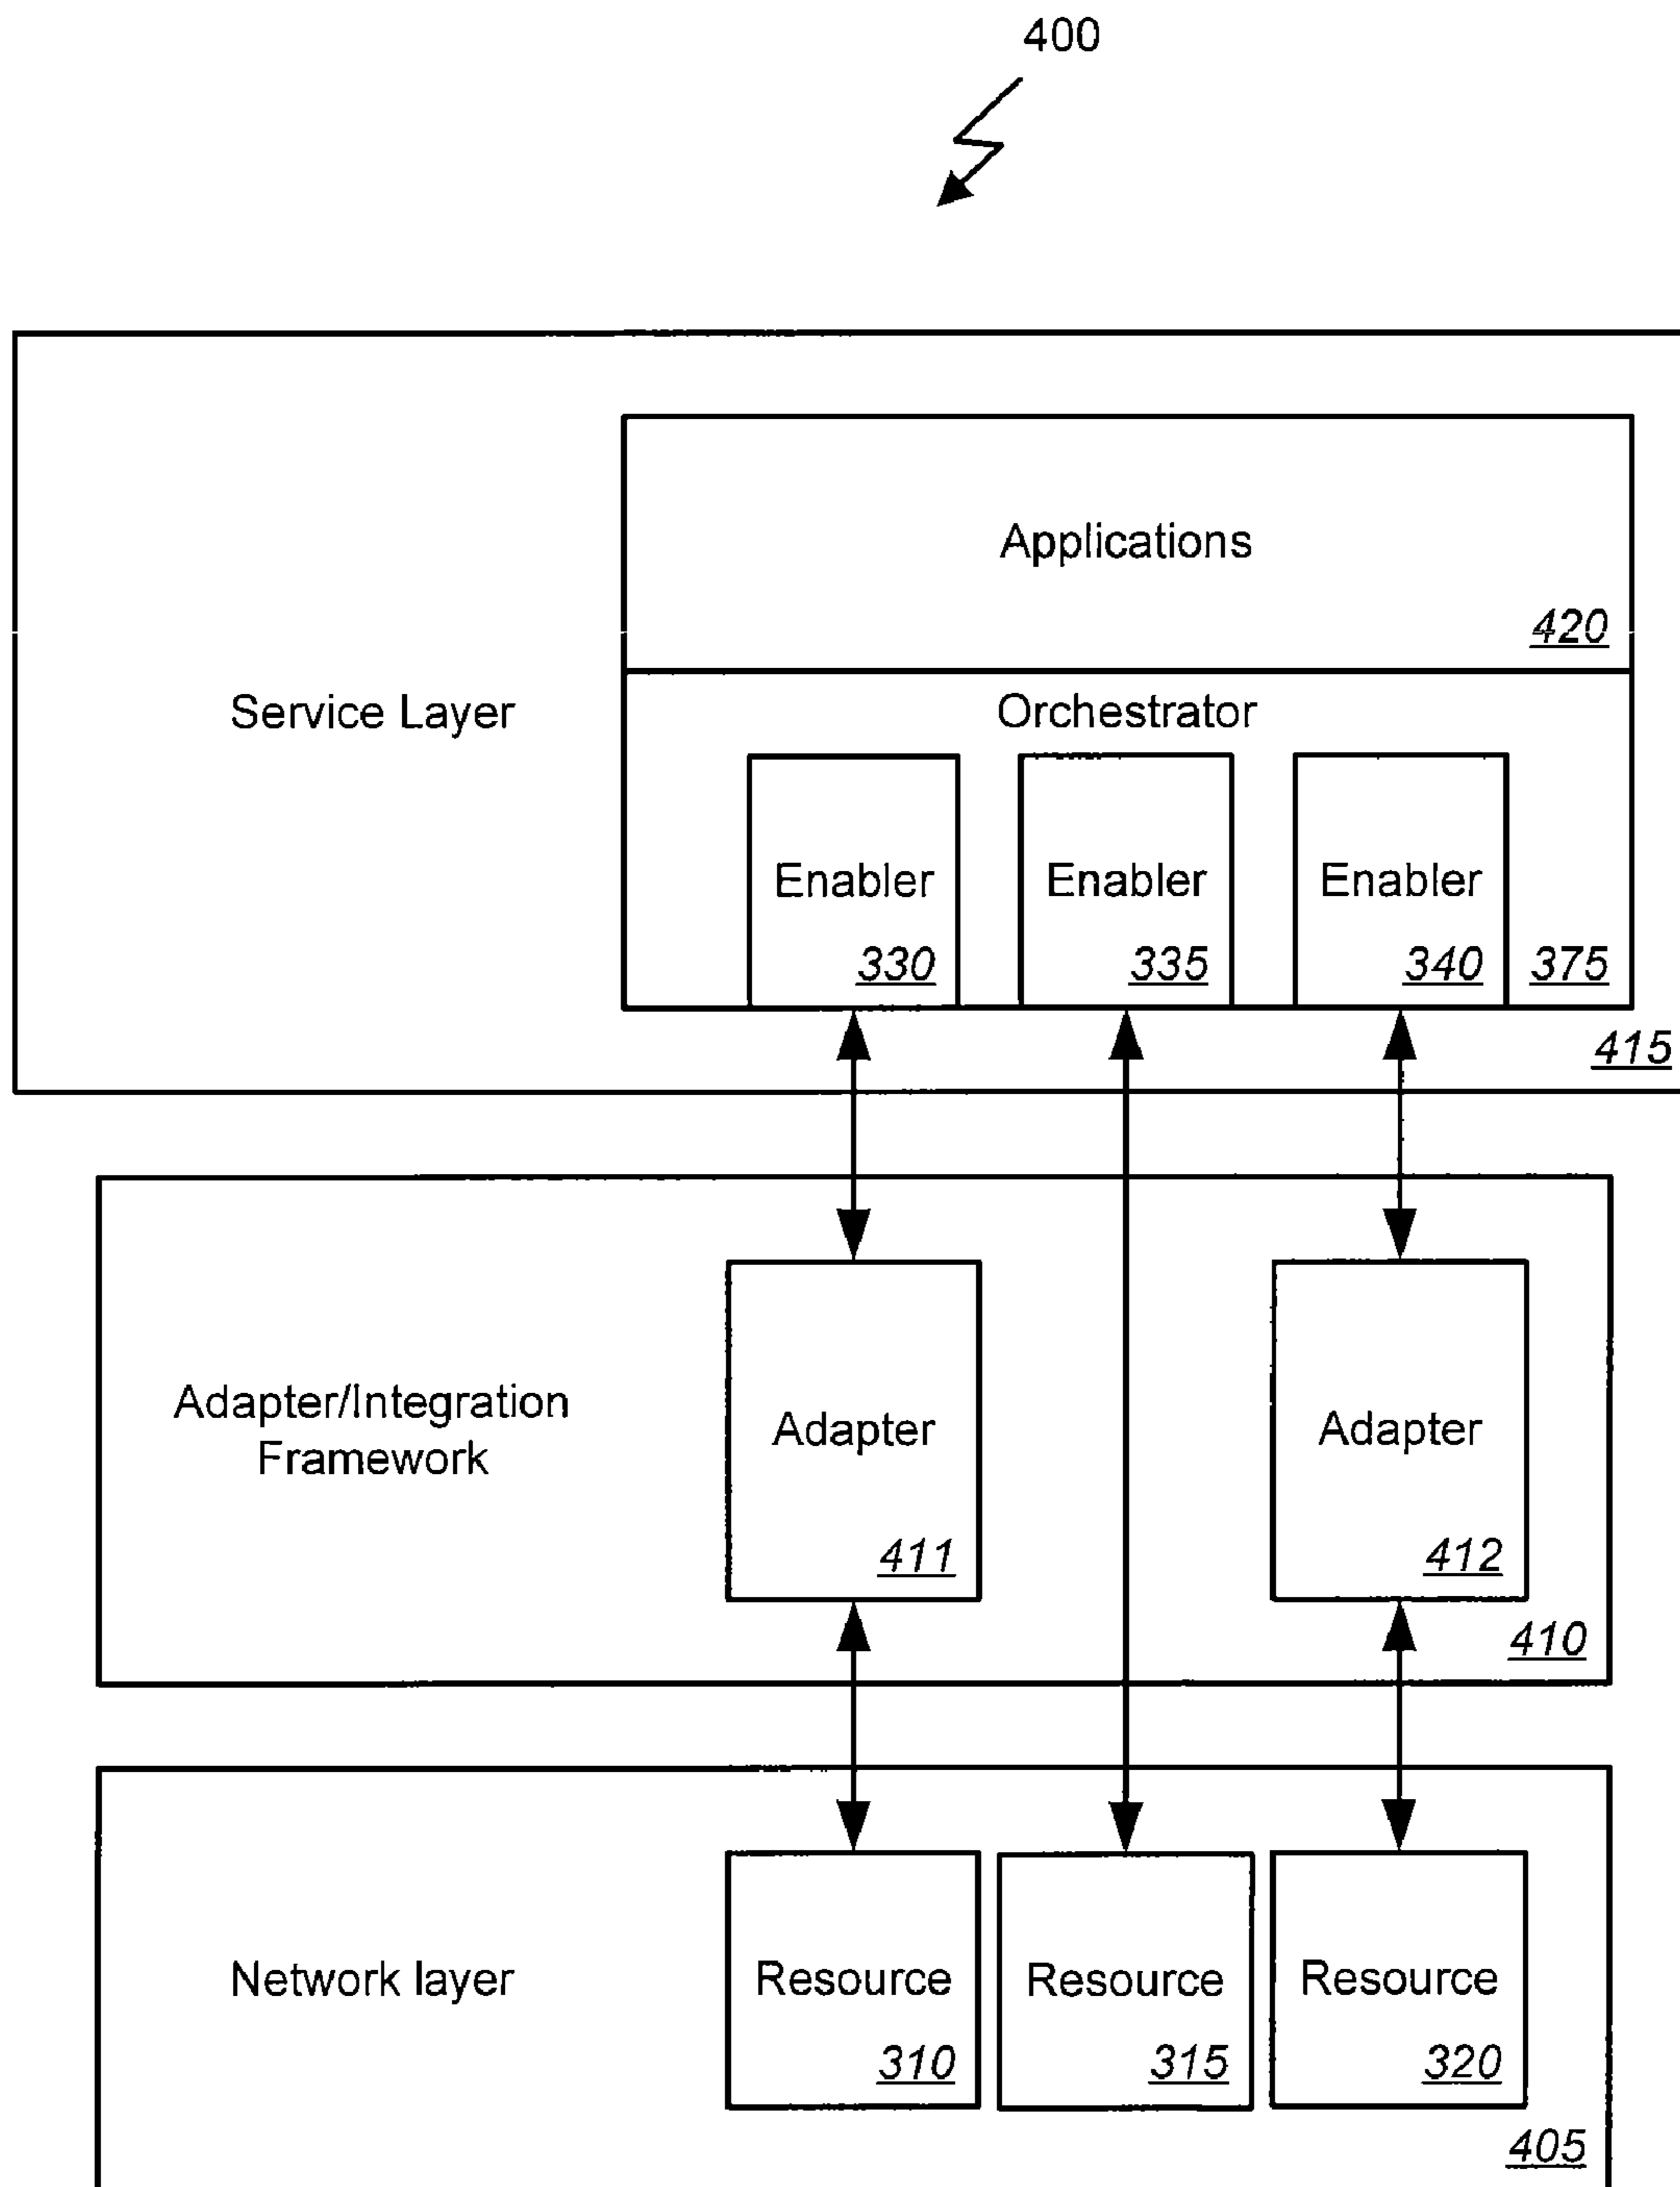 400
Applications
420
Service Layer
Orchestrator
Enabler
330
Enabler
335
Enabler
340
375
415
Adapter/Integration
Framework
Adapter
411
Adapter
412
410
Network layer
Resource
310
Resource
315
Resource
320
405